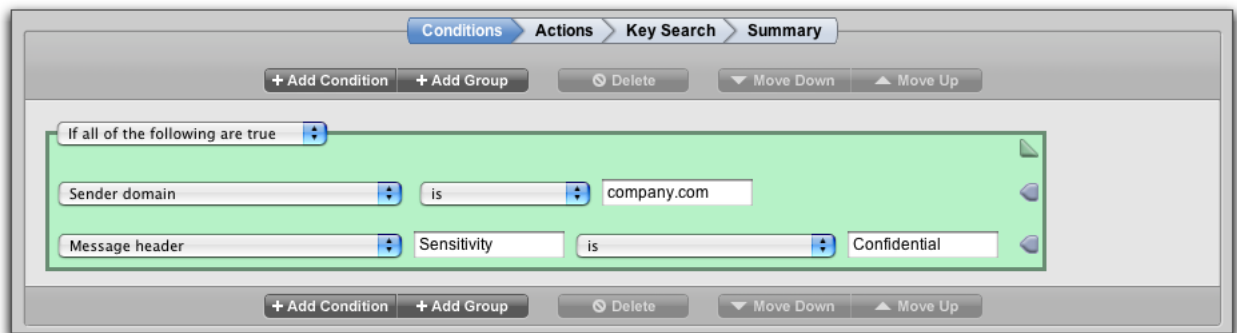 Conditions Actions Key Search Summary
+ Add Condition + Add Group Delete Move Down Move Up
If all of the following are true
Sender domain is company.com
Message header Sensitivity is Confidential
+ Add Condition + Add Group Delete Move Down Move Up